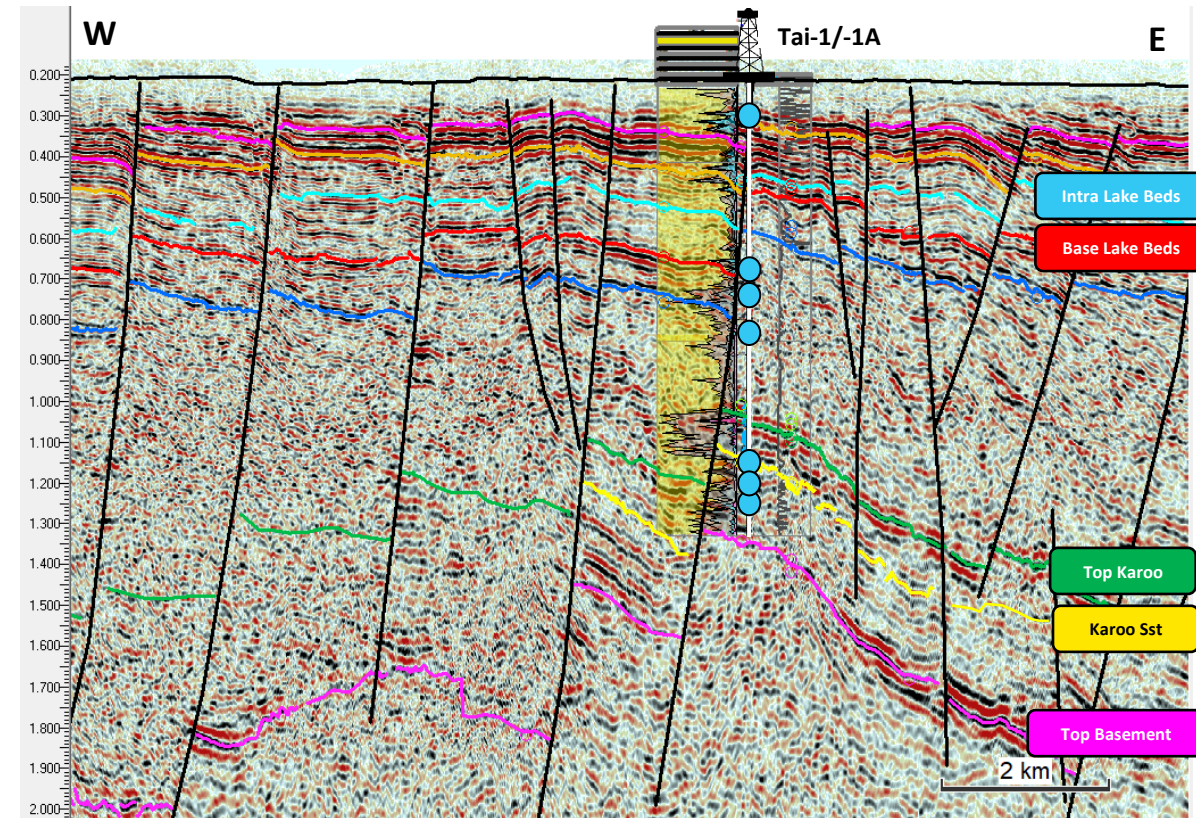 W
Tai-1/-1A
E
0.200
0.300
0.400
0.500
0.600
0.700
0.800
0.900
1.000
1.100
1.200
1.300
1.400
1.500
1.600
1.700
1.800
1.900
2.000
Intra Lake Beds
Base Lake Beds
Top Karoo
Karoo Sst
Top Basement
2 km